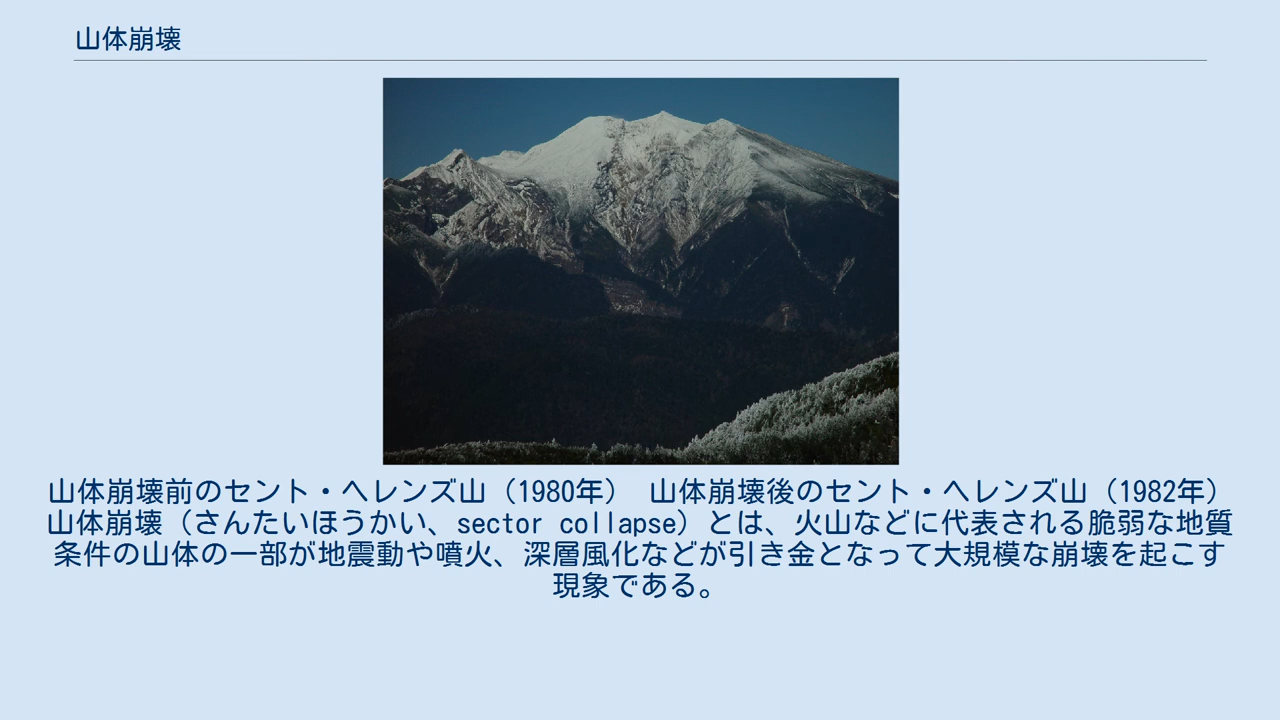 山体崩壊
山体崩壊前のセント・ヘレンズ山（1980年） 山体崩壊後のセント・ヘレンズ山（1982年）
山体崩壊（さんたいほうかい、sector collapse）とは、火山などに代表される脆弱な地質
条件の山体の一部が地震動や噴火、深層風化などが引き金となって大規模な崩壊を起こす
現象である。